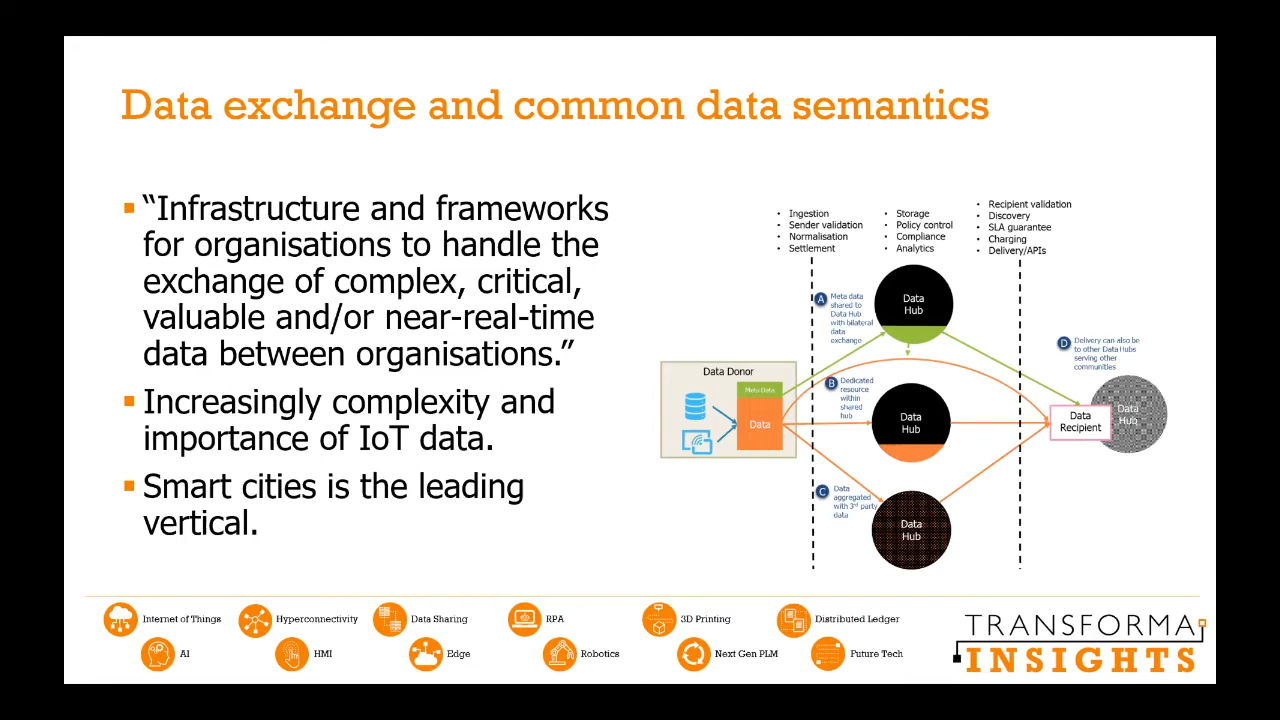 Data exchange and common data semantics
▪ “Infrastructure and frameworks
for organisations to handle the
exchange of complex, critical,
valuable and/or near-real-time
data between organisations.”
▪ Increasingly complexity and
importance of IoT data.
▪ Smart cities is the leading
vertical.
• Ingestion
• Sender validation
• Normalisation
• Settlement
• Storage
• Policy control
• Compliance
• Analytics
• Recipient validation
• Discovery
• SLA guarantee
• Charging
• Delivery/APIs
Data Donor
Meta Data
Data
A
Meta data
shared to
Data Hub
with bilateral
data
exchange
Data
Hub
B
Dedicated
resource
within
shared
hub
Data
Hub
C
Data
aggregated
with 3rd party
data
Data
Hub
D
Delivery can also be
to other Data Hubs
serving other
communities
Data
Recipient
Data
Hub
Internet of Things
Hyperconnectivity
Data Sharing
RPA
3D Printing
Distributed Ledger
AI
HMI
Edge
Robotics
Next Gen PLM
Future Tech
TRANSFORMA
INSIGHTS